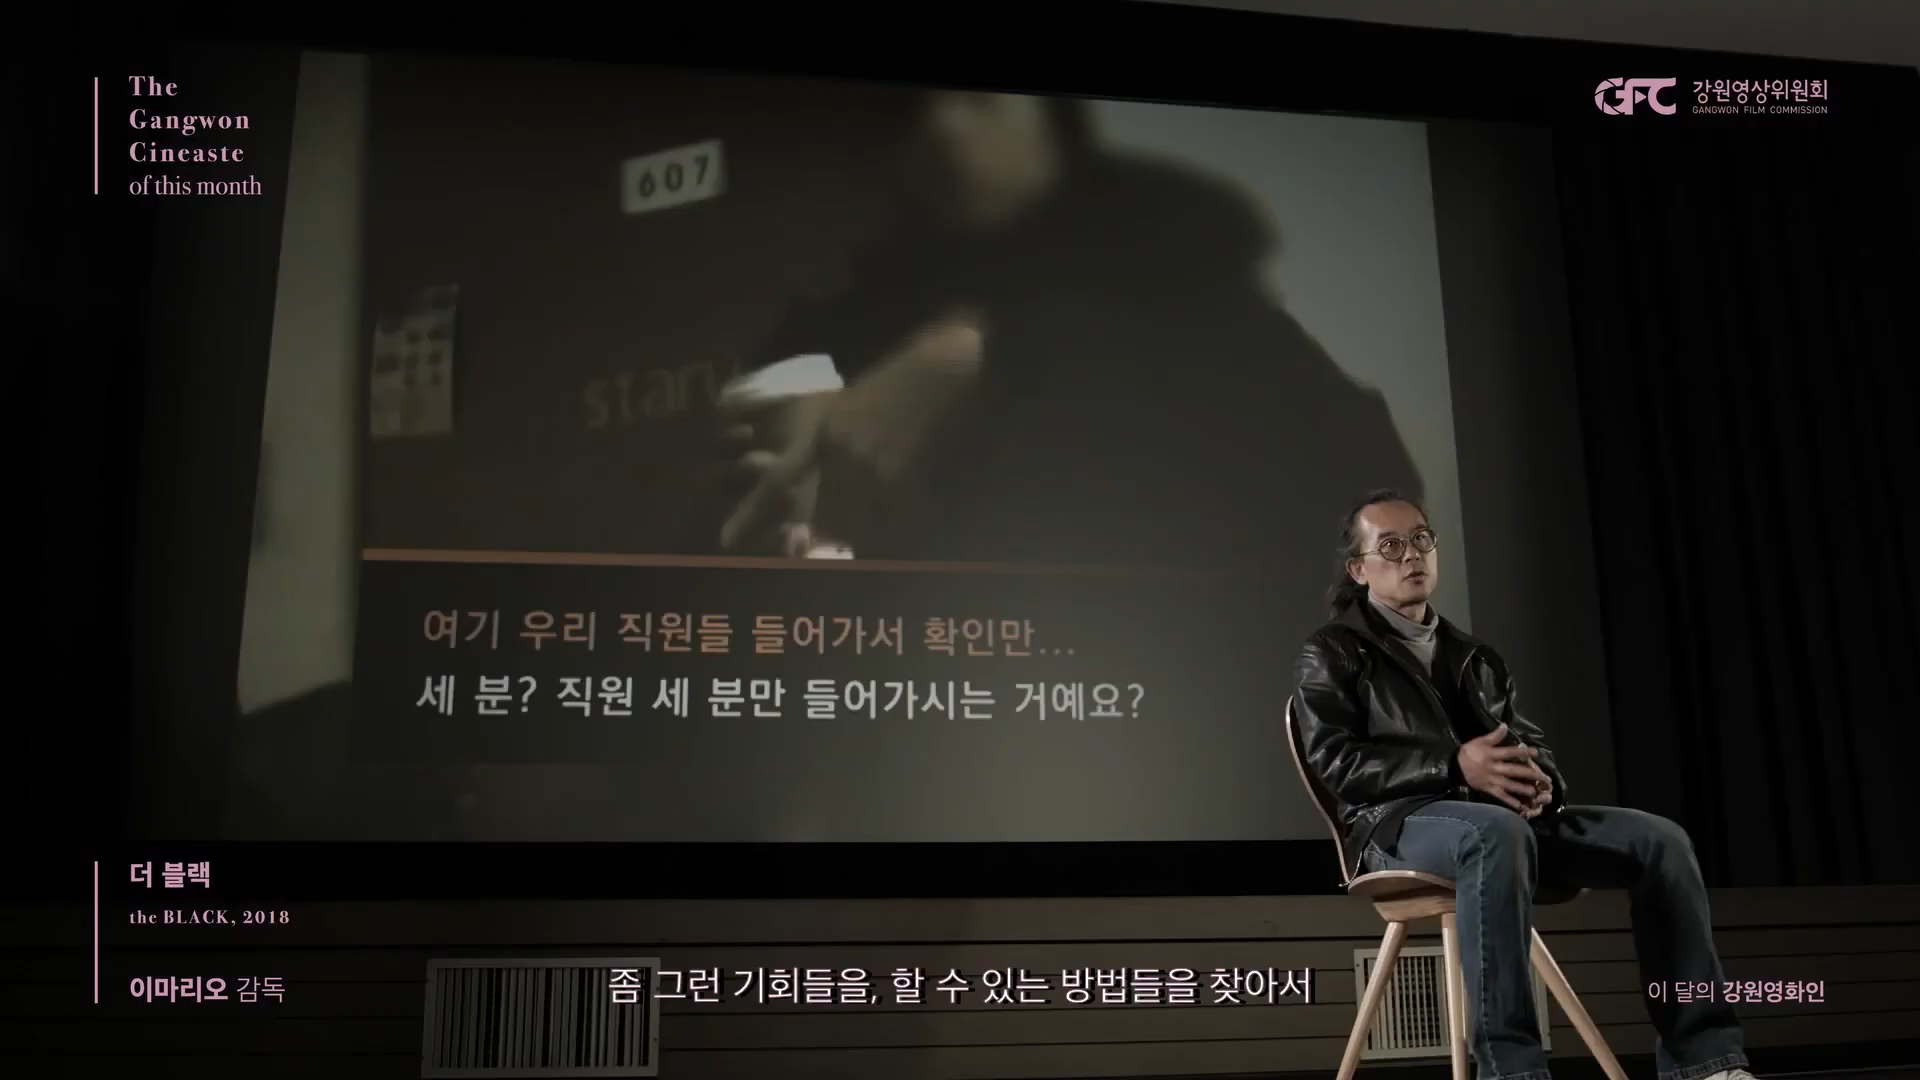 The
Gangwon
Cineaste
of this month
GFC 강원영상위원회
GANGWON FILM COMMISSION
607
여기 우리 직원들 들어가서 확인만...
세 분? 직원 세 분만 들어가시는 거예요?
더 블랙
the BLACK, 2018
이마리오 감독
좀 그런 기회들을, 할 수 있는 방법들을 찾아서
이 달의 강원영화인